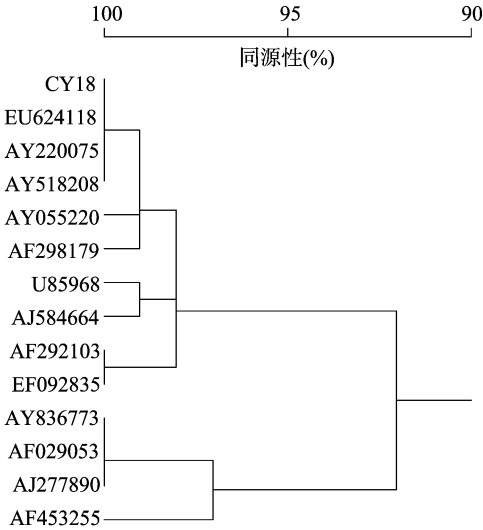 100 95 90
同源性(%)
CY18
EU624118
AY220075
AY518208
AY055220
AF298179
U85968
AJ584664
AF292103
EF092835
AY836773
AF029053
AJ277890
AF453255